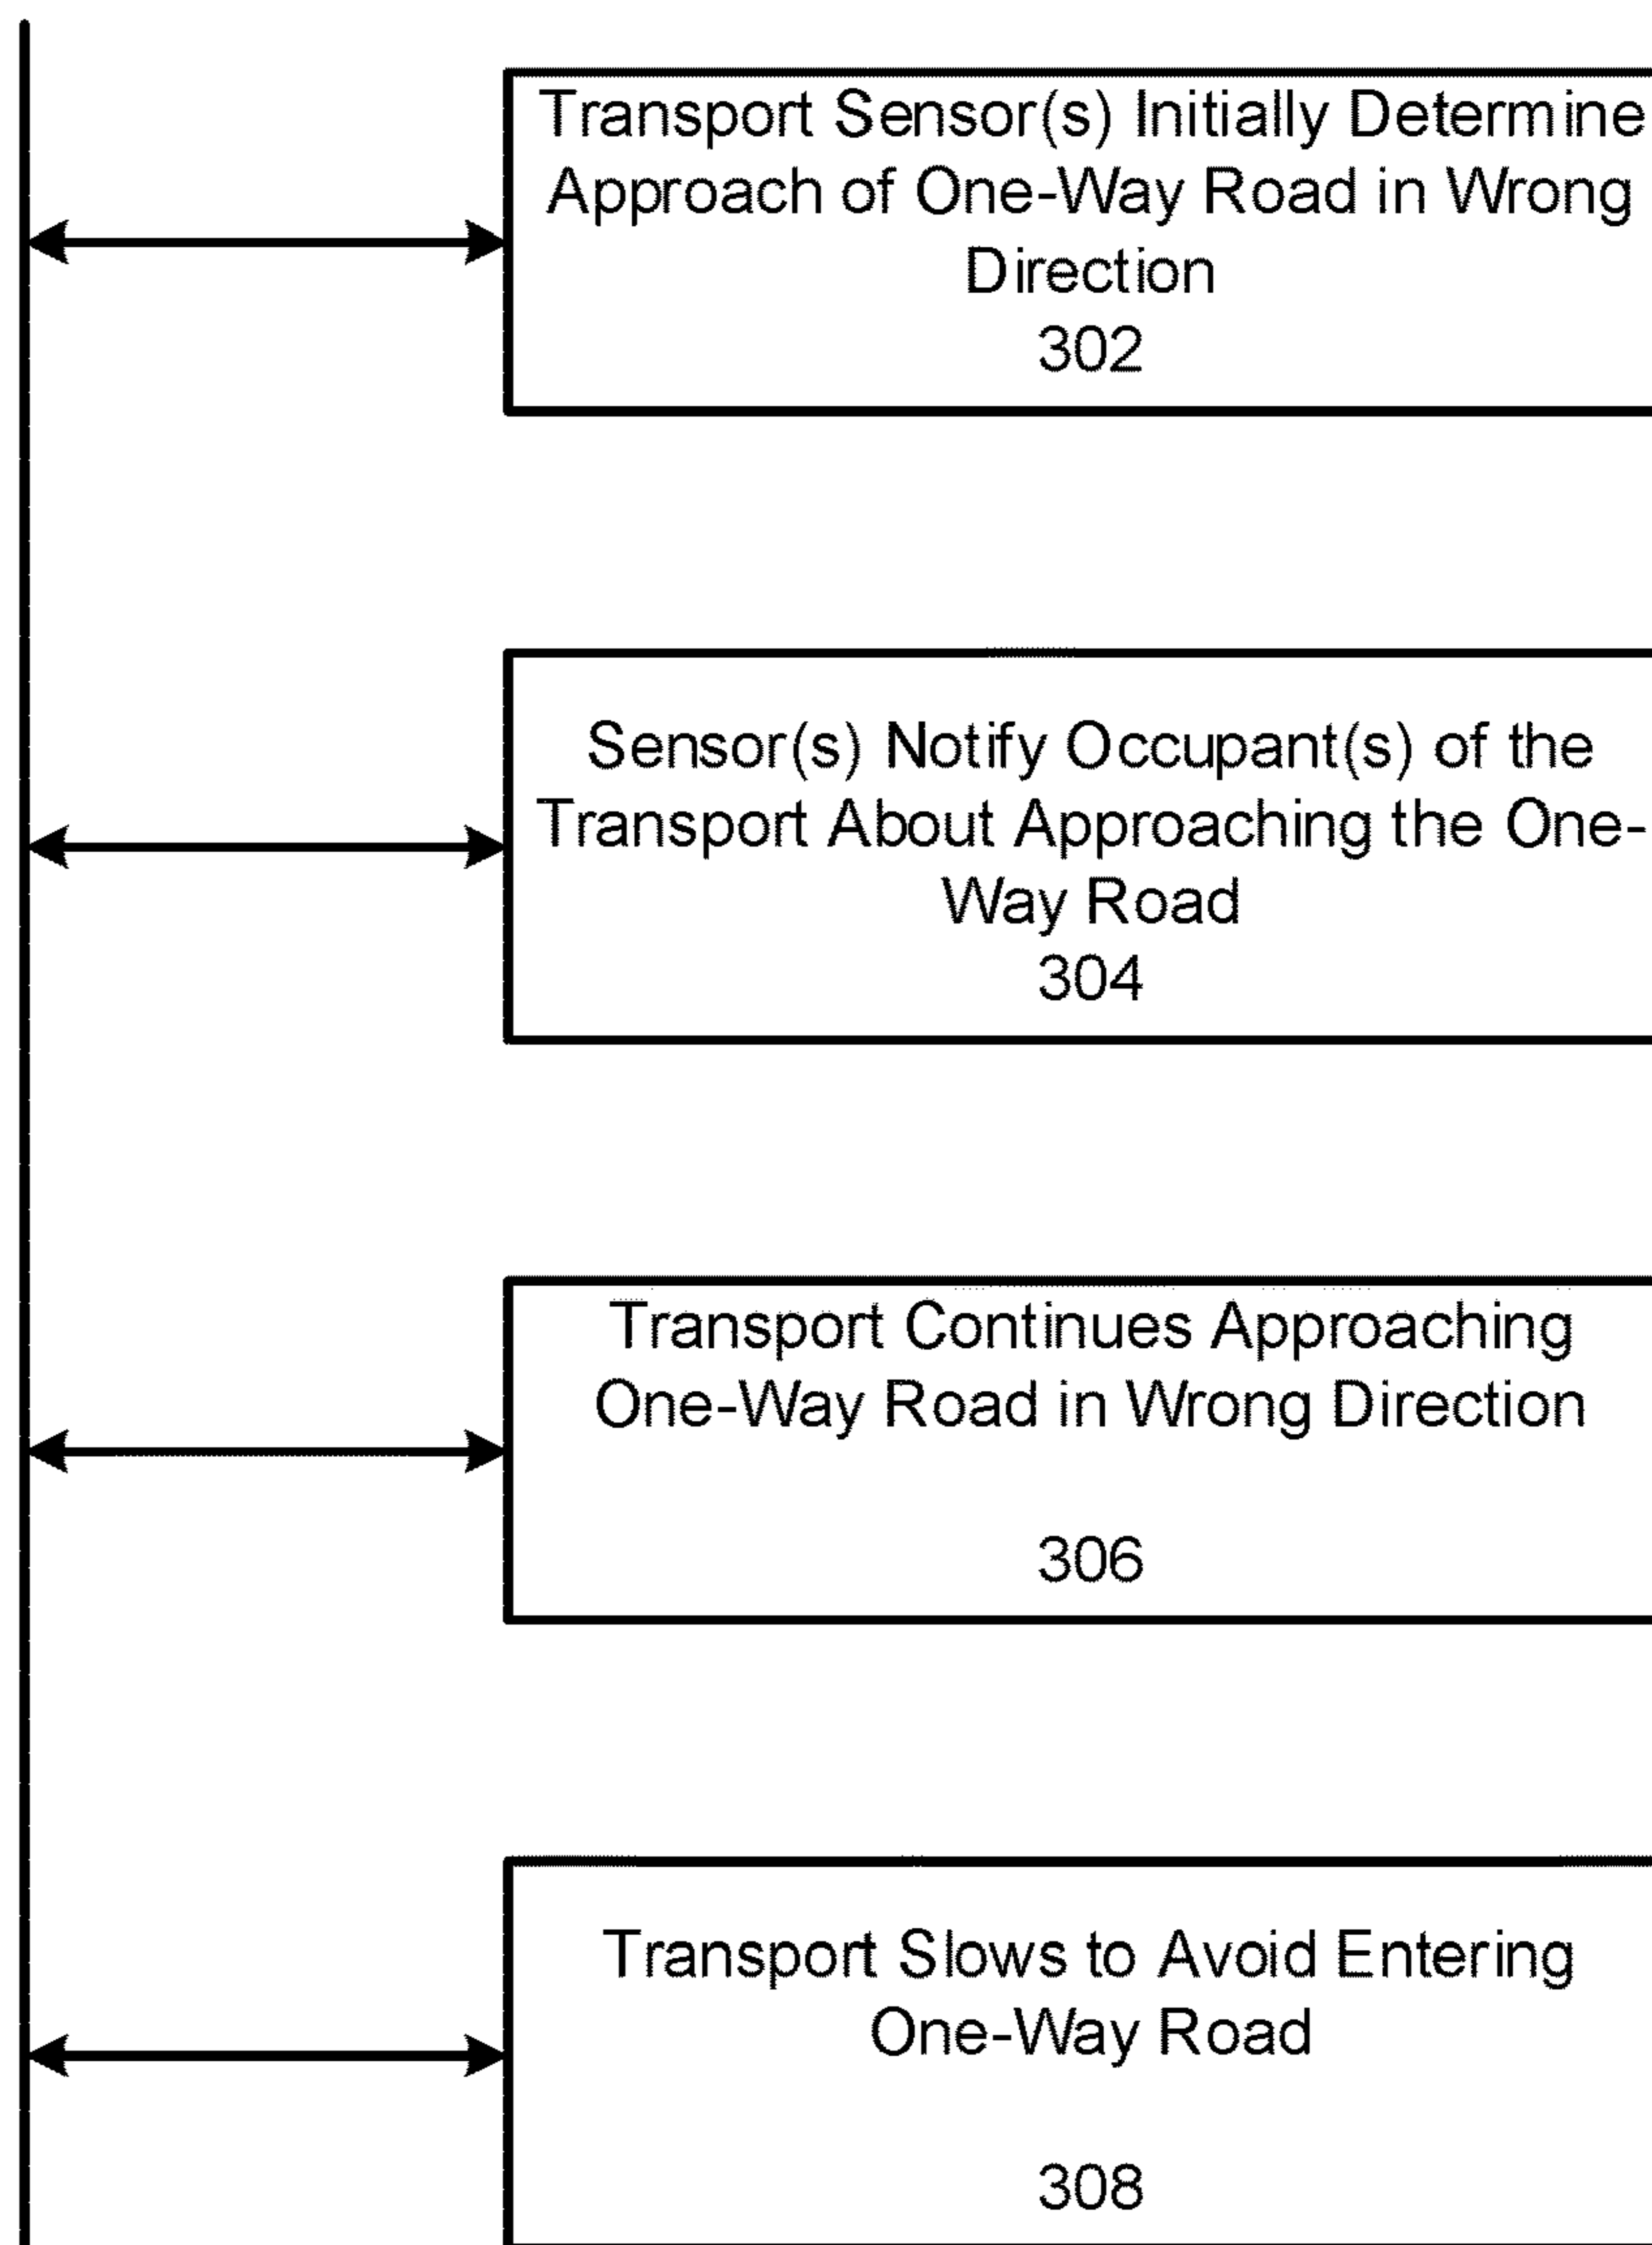 Transport Sensor(s) Initially Determine
Approach of One-Way Road in Wrong
Direction
302
Sensor(s) Notify Occupant(s) of the
Transport About Approaching the One-
Way Road
304
Transport Continues Approaching
One-Way Road in Wrong Direction
306
Transport Slows to Avoid Entering
One-Way Road
308